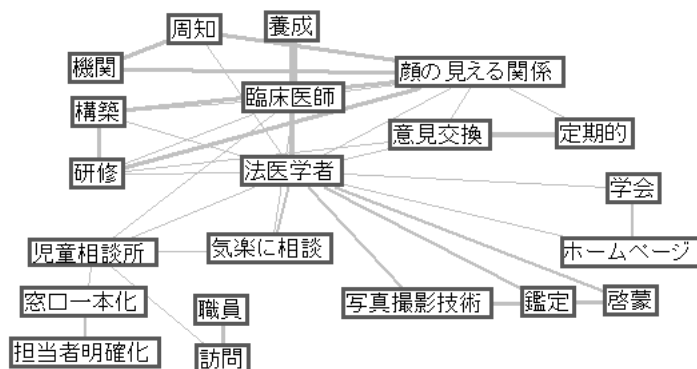 養成
周知
機関
顔の見える関係
臨床医師
構築
意見交換
定期的
研修
法医学者
学会
児童相談所
気楽に相談
ホームページ
窓口一本化
職員
写真撮影技術
鑑定
啓蒙
担当者明確化
訪問